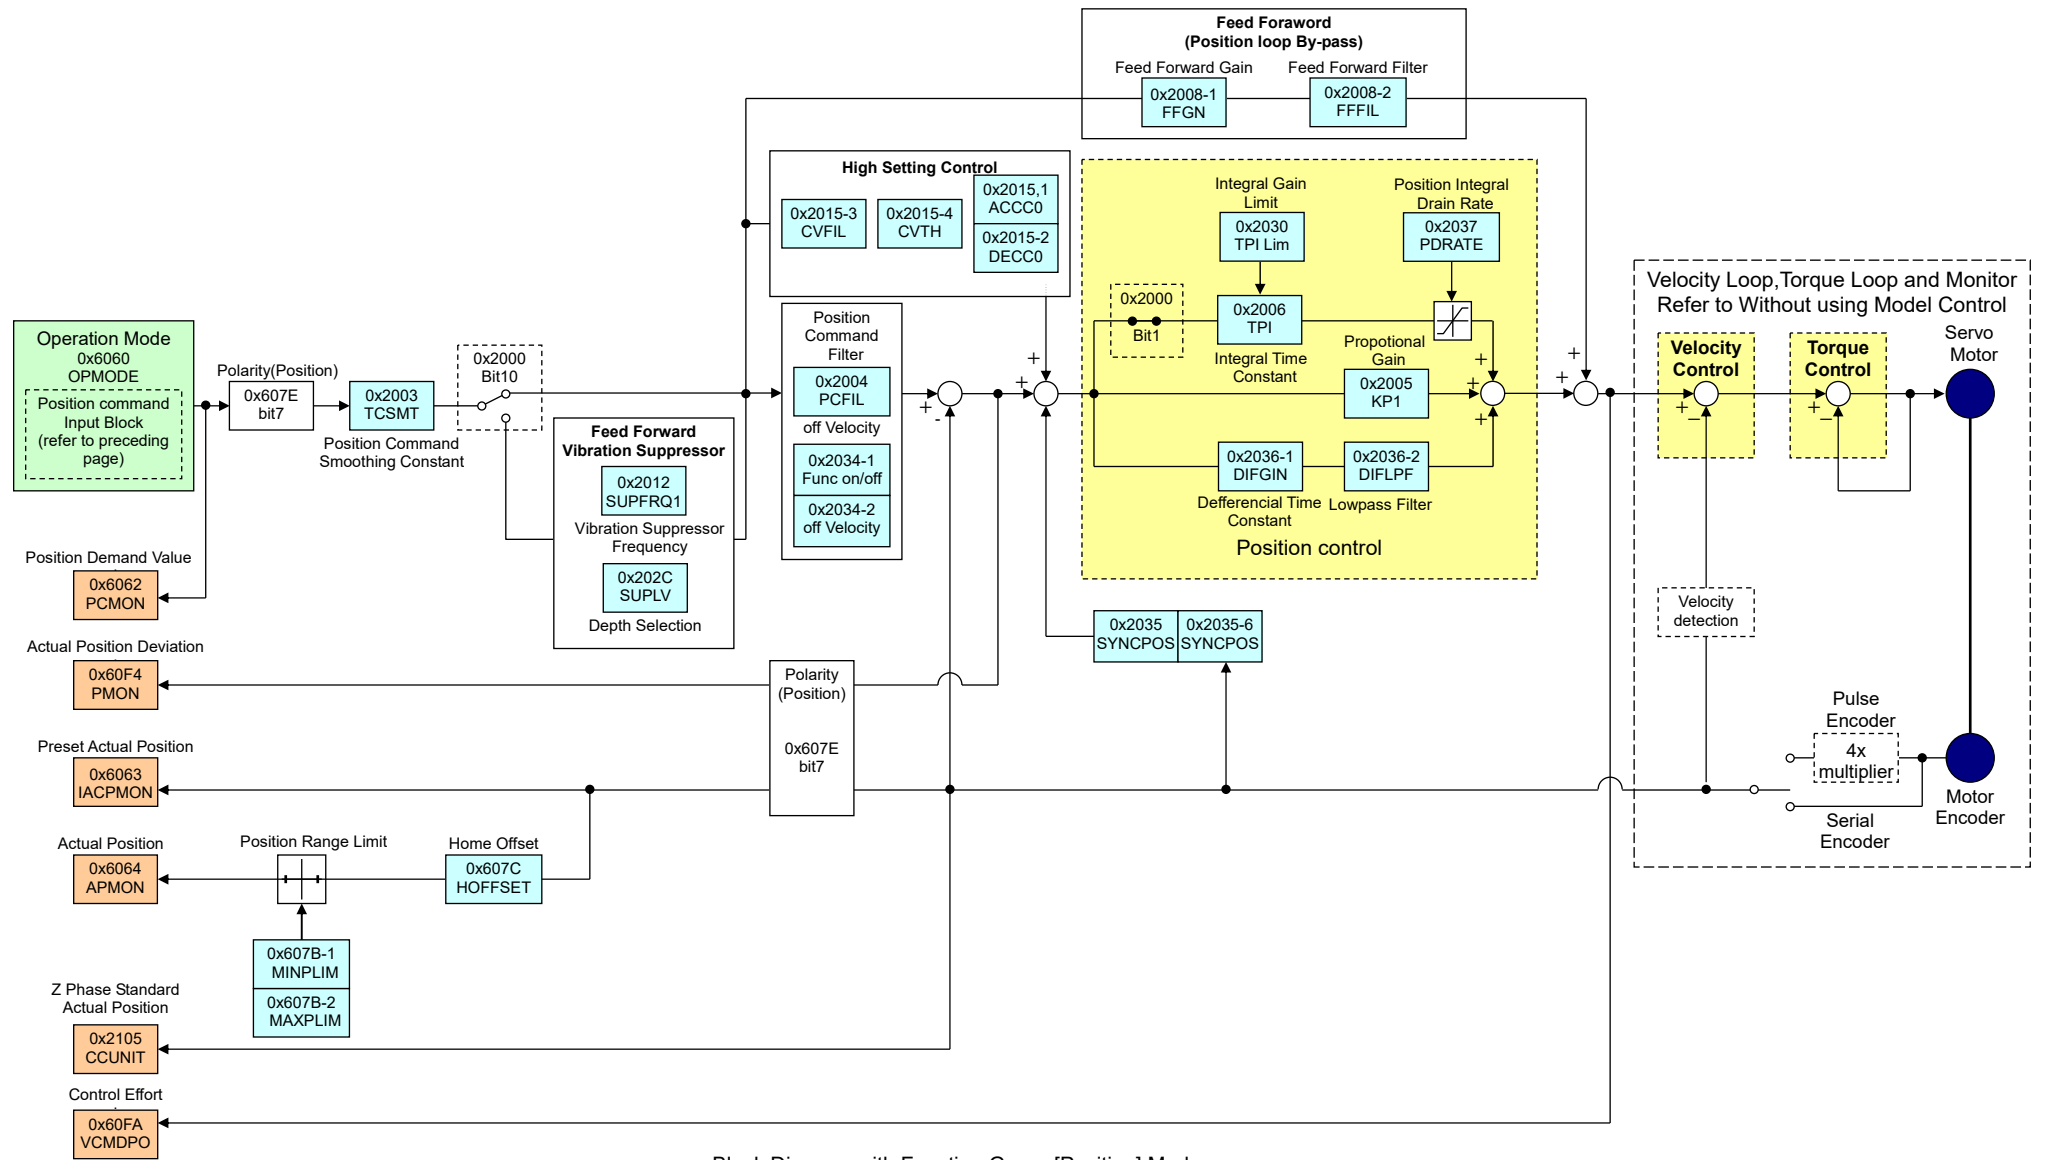 Feed Foraword
(Position loop By-pass)
Feed Forward Gain
Feed Forward Filter
0x2008-1
FFGN
0x2008-2
FFFIL
High Setting Control
0x2015-3
CVFIL
0x2015-4
CVTH
0x2015,1
ACCC0
0x2015-2
DECC0
Integral Gain
Limit
0x2030
TPI Lim
Position Integral
Drain Rate
0x2037
PDRATE
0x2000
Bit1
0x2006
TPI
Integral Time
Constant
Propotional
Gain
0x2005
KP1
0x2036-1
DIFGIN
Defferencial Time
Constant
0x2036-2
DIFLPF
Lowpass Filter
Position control
Velocity Loop,Torque Loop and Monitor
Refer to Without using Model Control
Velocity
Control
Torque
Control
Servo
Motor
Operation Mode
0x6060
OPMODE
Position command
Input Block
(refer to preceding
page)
Polarity(Position)
0x607E
bit7
0x2003
TCSMT
Position Command
Smoothing Constant
0x2000
Bit10
Feed Forward
Vibration Suppressor
0x2012
SUPFRQ1
Vibration Suppressor
Frequency
0x202C
SUPLV
Depth Selection
Position
Command
Filter
0x2004
PCFIL
off Velocity
0x2034-1
Func on/off
0x2034-2
off Velocity
+
-
+
+
+
+
+
+
+
+
−
+
−
Position Demand Value
0x6062
PCMON
Actual Position Deviation
0x60F4
PMON
Polarity
(Position)
0x607E
bit7
0x2035
SYNCPOS
0x2035-6
SYNCPOS
Velocity
detection
Pulse
Encoder
4x
multiplier
Serial
Encoder
Motor
Encoder
Preset Actual Position
0x6063
IACPMON
Actual Position
0x6064
APMON
Position Range Limit
Home Offset
0x607C
HOFFSET
0x607B-1
MINPLIM
0x607B-2
MAXPLIM
Z Phase Standard
Actual Position
0x2105
CCUNIT
Control Effort
0x60FA
VCMDPO